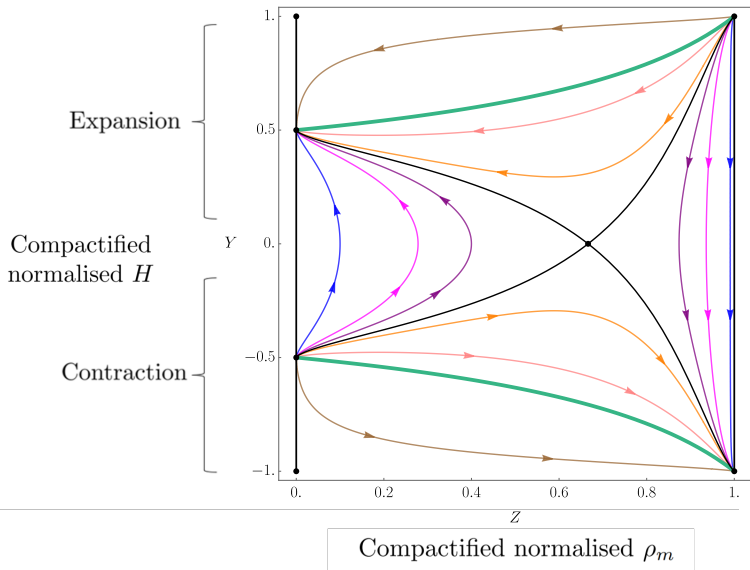 1.
Expansion
0.5
Compactified
normalised H
Y
0.
Contraction
−0.5
−1.
0.
0.2
0.4
0.6
0.8
1.
Z
Compactified normalised ρₘ